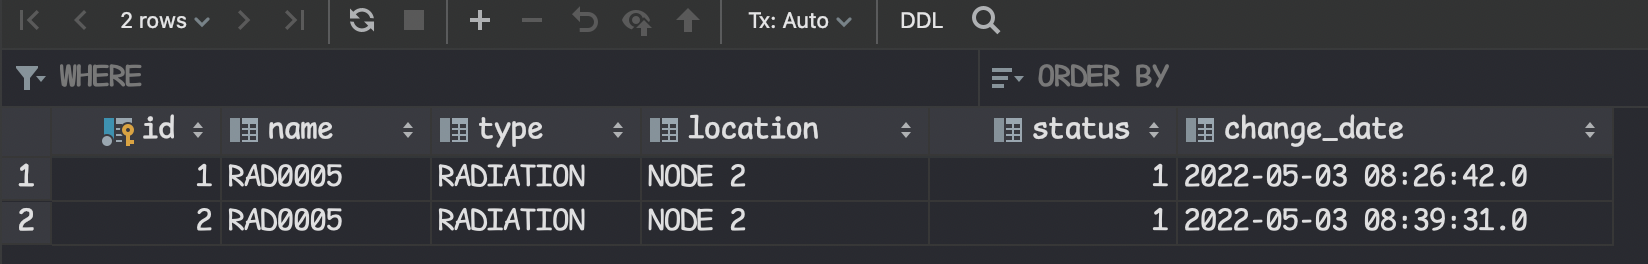 2 rows Tx: Auto DDL
WHERE ORDER BY
id name type location status change_date
1 1 RAD0005 RADIATION NODE 2 1 2022-05-03 08:26:42.0
2 2 RAD0005 RADIATION NODE 2 1 2022-05-03 08:39:31.0